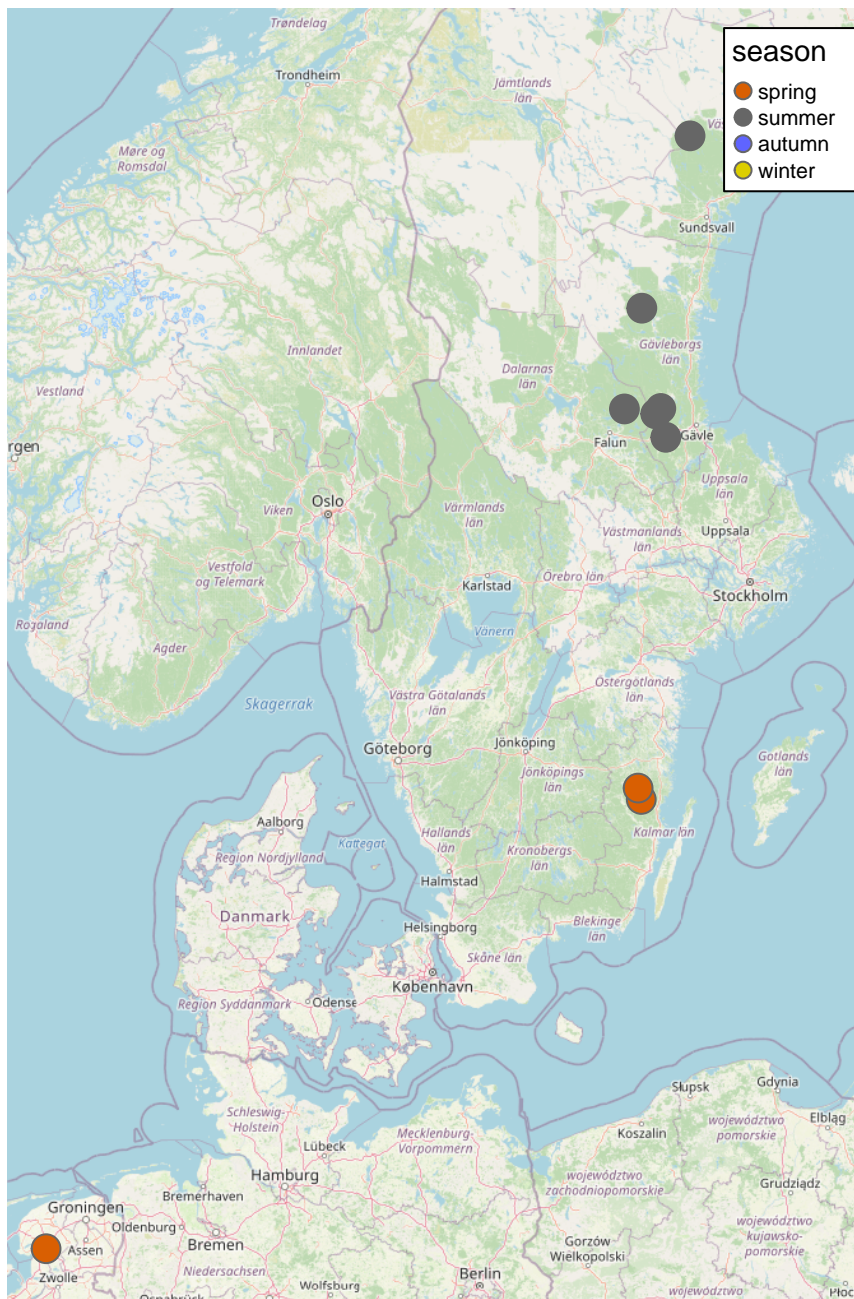 Trøndelag
season
Trondheim
Jämtlands
län
spring
summer
autumn
winter
Møre og
Romsdal
Sundsvall
Innlandet
Gävleborgs
län
Dalarnas
län
Vestland
Falun
Gävle
rgen
Oslo
Viken
Värmlands
län
Uppsala
län
Västmanlands
län
Uppsala
Vestfold
og Telemark
Karlstad
Örebro län
Stockholm
Rogaland
Agder
Vänern
Östergötlands
län
Västra Götalands
län
Skagerrak
Göteborg
Jönköping
Gotlands
län
Jönköpings
län
Aalborg
Region Nordjylland
Kattegat
Hallands
län
Kalmar län
Kronobergs
län
Halmstad
Danmark
Helsingborg
Blekinge
län
Skåne län
København
Region Syddanmark
Odense
Słupsk
Gdynia
Schleswig-
Holstein
Lübeck
Mecklenburg-
Vorpommern
Koszalin
województwo
pomorskie
Elbląg
Hamburg
Bremerhaven
województwo
zachodniopomorskie
Grudziądz
Groningen
Oldenburg
Assen
Bremen
Gorzów
Wielkopolski
województwo
kujawsko-
pomorskie
Zwolle
Niedersachsen
Wolfsburg
Berlin
województwo
Płoc